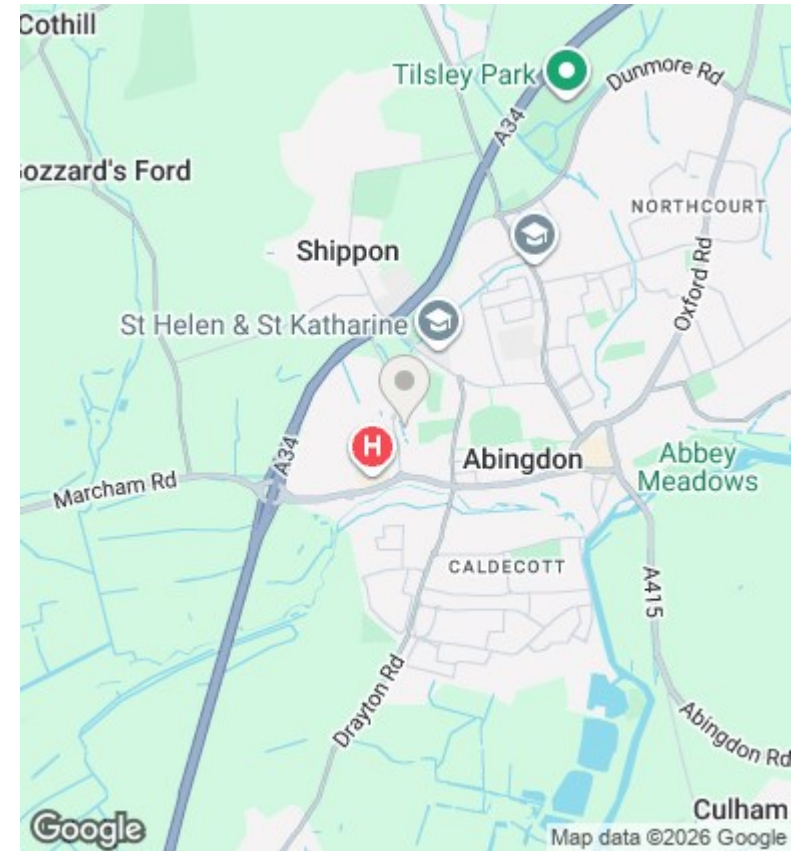 Cothill
Tilsley Park
Dunmore Rd
A34
Gozzard's Ford
NORTHCOURT
Shippon
Oxford Rd
St Helen & St Katharine
H
A34
Abingdon
Abbey
Meadows
Marcham Rd
CALDECOTT
A415
Drayton Rd
Abingdon Rd
Culham
Google
Map data ©2026 Google